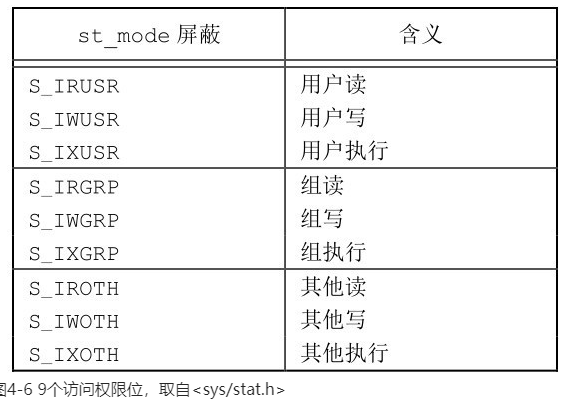 st_mode 屏蔽 含义
S_IRUSR 用户读
S_IWUSR 用户写
S_IXUSR 用户执行
S_IRGRP 组读
S_IWGRP 组写
S_IXGRP 组执行
S_IROTH 其他读
S_IWOTH 其他写
S_IXOTH 其他执行
图4-6 9个访问权限位，取自<sys/stat.h>